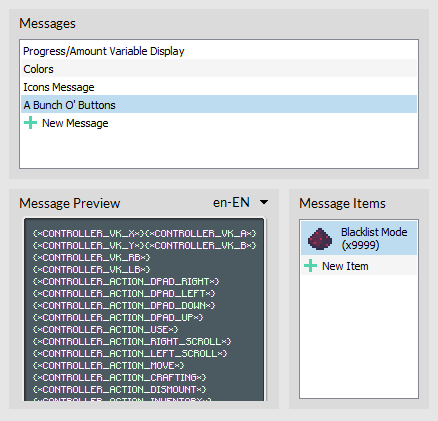 Messages
Progress/Amount Variable Display
Colors
Icons Message
A Bunch O' Buttons
New Message
Message Preview
en-EN
{*CONTROLLER_VK_X*}{*CONTROLLER_VK_A*}
{*CONTROLLER_VK_Y*}{*CONTROLLER_VK_B*}
{*CONTROLLER_VK_RB*}
{*CONTROLLER_VK_LB*}
{*CONTROLLER_ACTION_DPAD_RIGHT*}
{*CONTROLLER_ACTION_DPAD_LEFT*}
{*CONTROLLER_ACTION_DPAD_DOWN*}
{*CONTROLLER_ACTION_DPAD_UP*}
{*CONTROLLER_ACTION_USE*}
{*CONTROLLER_ACTION_RIGHT_SCROLL*}
{*CONTROLLER_ACTION_LEFT_SCROLL*}
{*CONTROLLER_ACTION_MOVE*}
{*CONTROLLER_ACTION_CRAFTING*}
{*CONTROLLER_ACTION_DISMOUNT*}
{*CONTROLLER_ACTION_INVENTORY*}
Message Items
Blacklist Mode
(x9999)
New Item